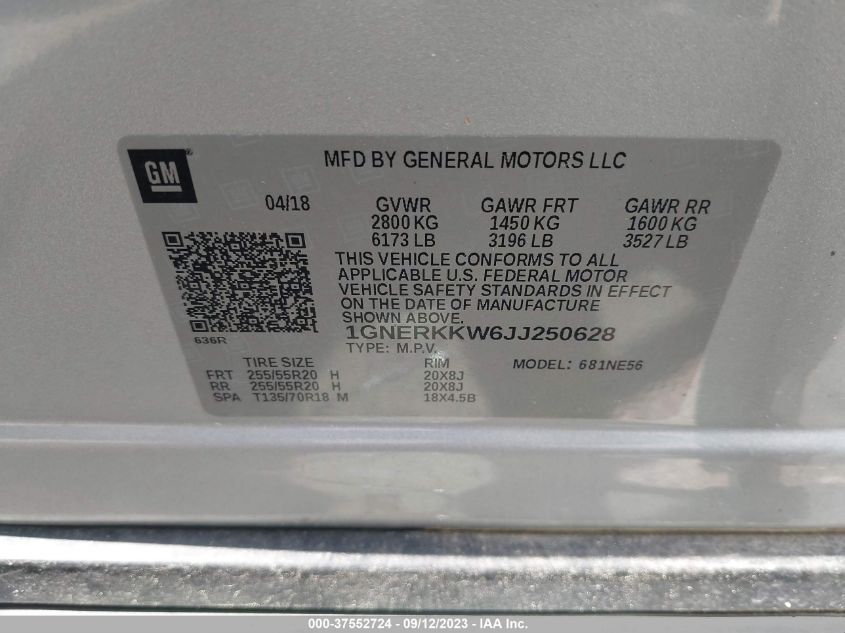 GM
MFD BY GENERAL MOTORS LLC
04/18 GVWR GAWR FRT GAWR RR
2800 KG 1450 KG 1600 KG
6173 LB 3196 LB 3527 LB
THIS VEHICLE CONFORMS TO ALL
APPLICABLE U.S. FEDERAL MOTOR
VEHICLE SAFETY STANDARDS IN EFFECT
ON THE DATE OF MANUFACTURE
SHOWN ABOVE.
636R
1GNERKKW6JJ250628
TYPE: M.P.V.
TIRE SIZE RIM MODEL: 681NE56
FRT 255/55R20 H 20X8J
RR 255/55R20 H 20X8J
SPA T135/70R18 M 18X4.5B
000-37552724 - 09/12/2023 - IAA Inc.